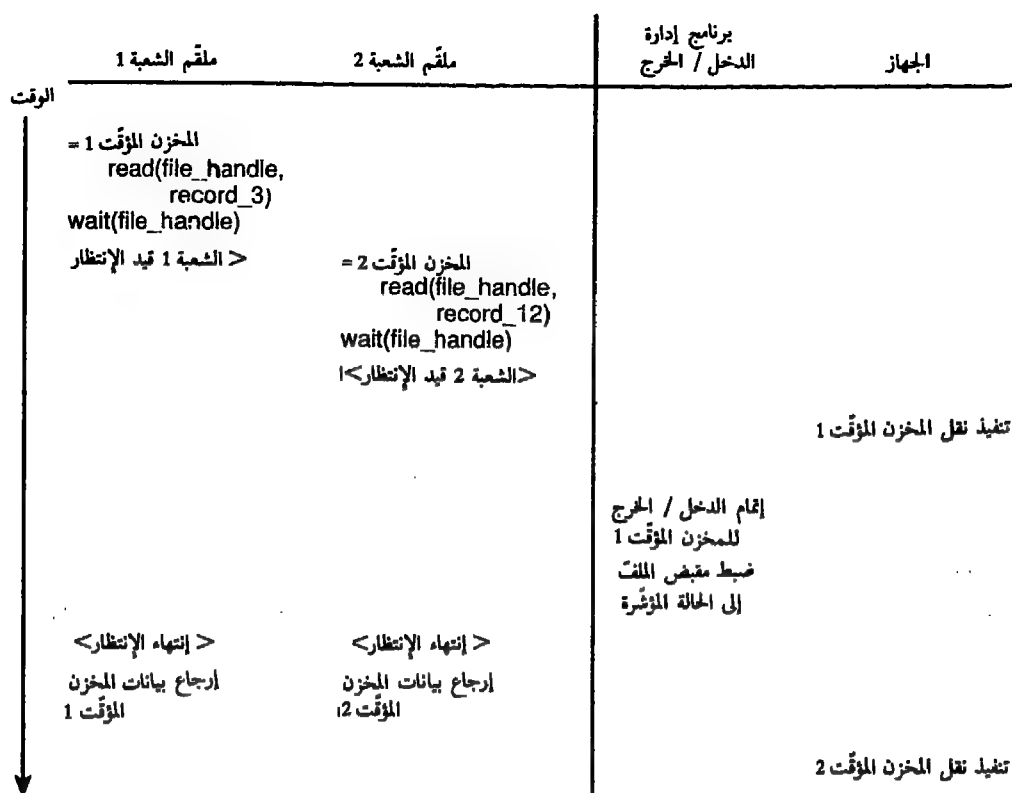 ملقّم الشعبة 1
ملقّم الشعبة 2
برنامج إدارة
الدخل / الخرج
الجهاز
الوقت
المخزن المؤقّت 1 =
read(file_handle,
record_3)
wait(file_handle)
< الشعبة 1 قيد الإنتظار
المخزن المؤقّت 2 =
read(file_handle,
record_12)
wait(file_handle)
<الشعبة 2 قيد الإنتظار>
تنفيذ نقل المخزن المؤقّت 1
إتمام الدخل / الخرج
للمخزن المؤقّت 1
ضبط مقبض الملفّ
إلى الحالة المؤشّرة
< إنتهاء الإنتظار>
إرجاع بيانات المخزن
المؤقّت 1
< إنتهاء الإنتظار>
إرجاع بيانات المخزن
المؤقّت 2
تنفيذ نقل المخزن المؤقّت 2